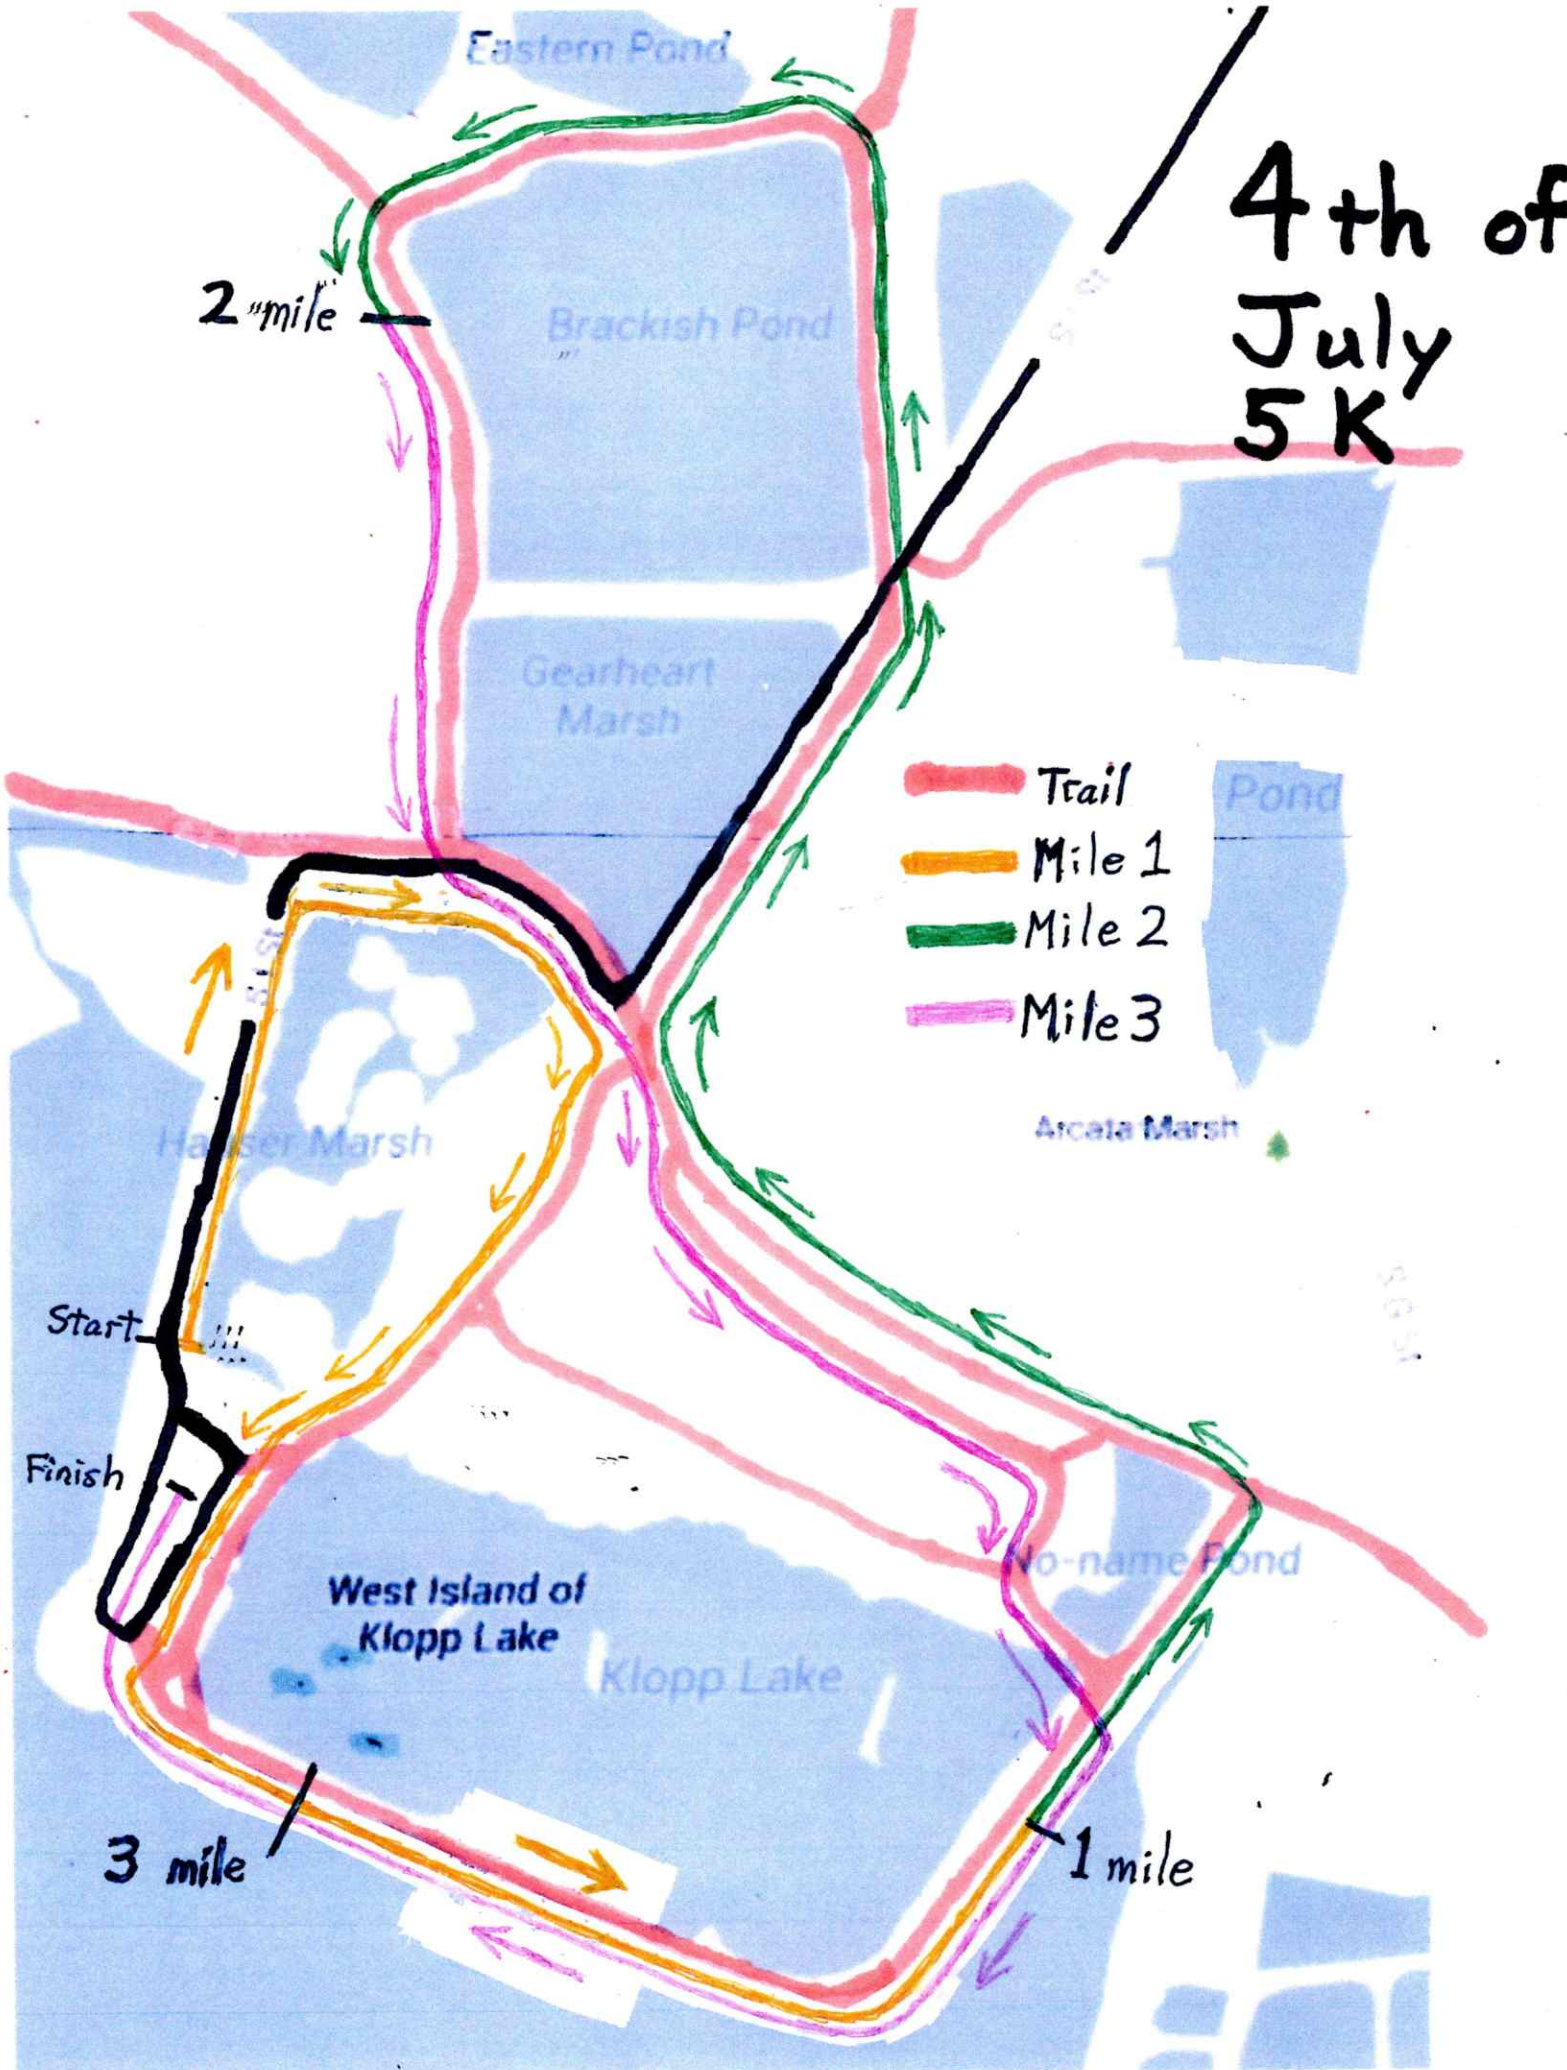 Eastern Pond
4th of
July
5K
2 mile
Brackish Pond
Gearheart
Marsh
Trail
Mile 1
Mile 2
Mile 3
Pond
Arcata Marsh
Hauser Marsh
Start
Finish
No-name Pond
West Island of
Klopp Lake
Klopp Lake
3 mile
1 mile